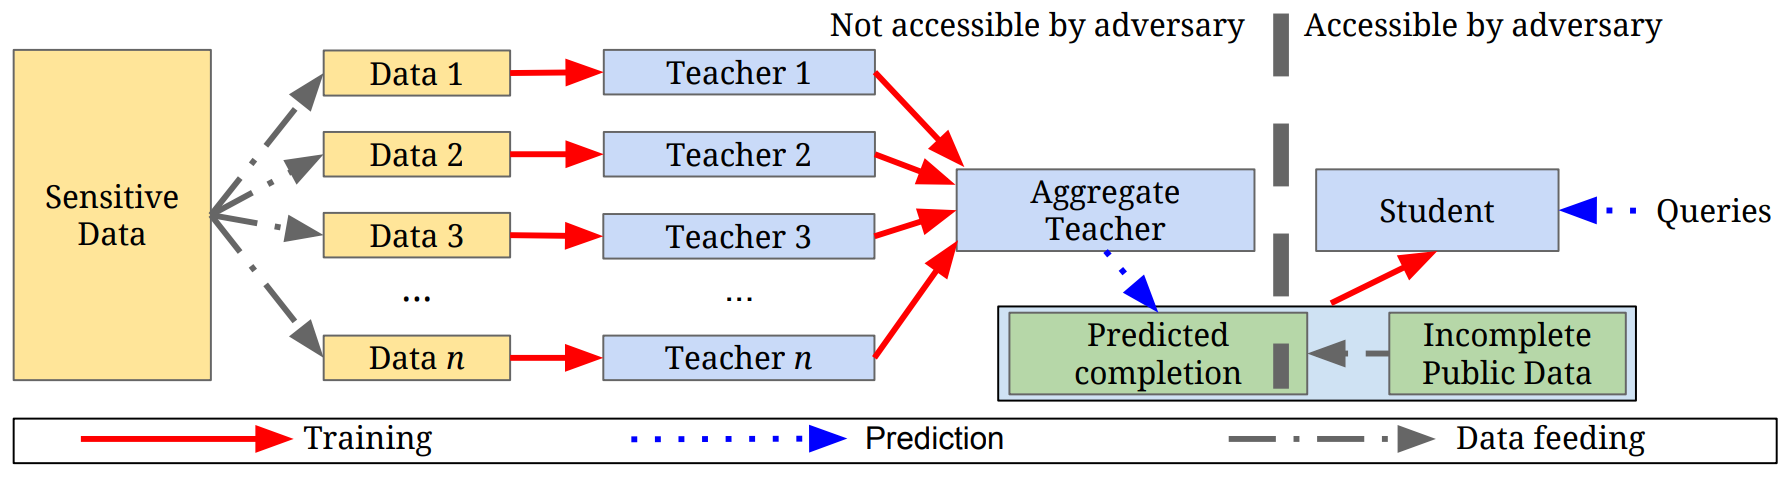 Not accessible by adversary
Accessible by adversary
Sensitive
Data
Data 1
Data 2
Data 3
...
Data n
Teacher 1
Teacher 2
Teacher 3
...
Teacher n
Aggregate
Teacher
Student
Queries
Predicted
completion
Incomplete
Public Data
Training
Prediction
Data feeding